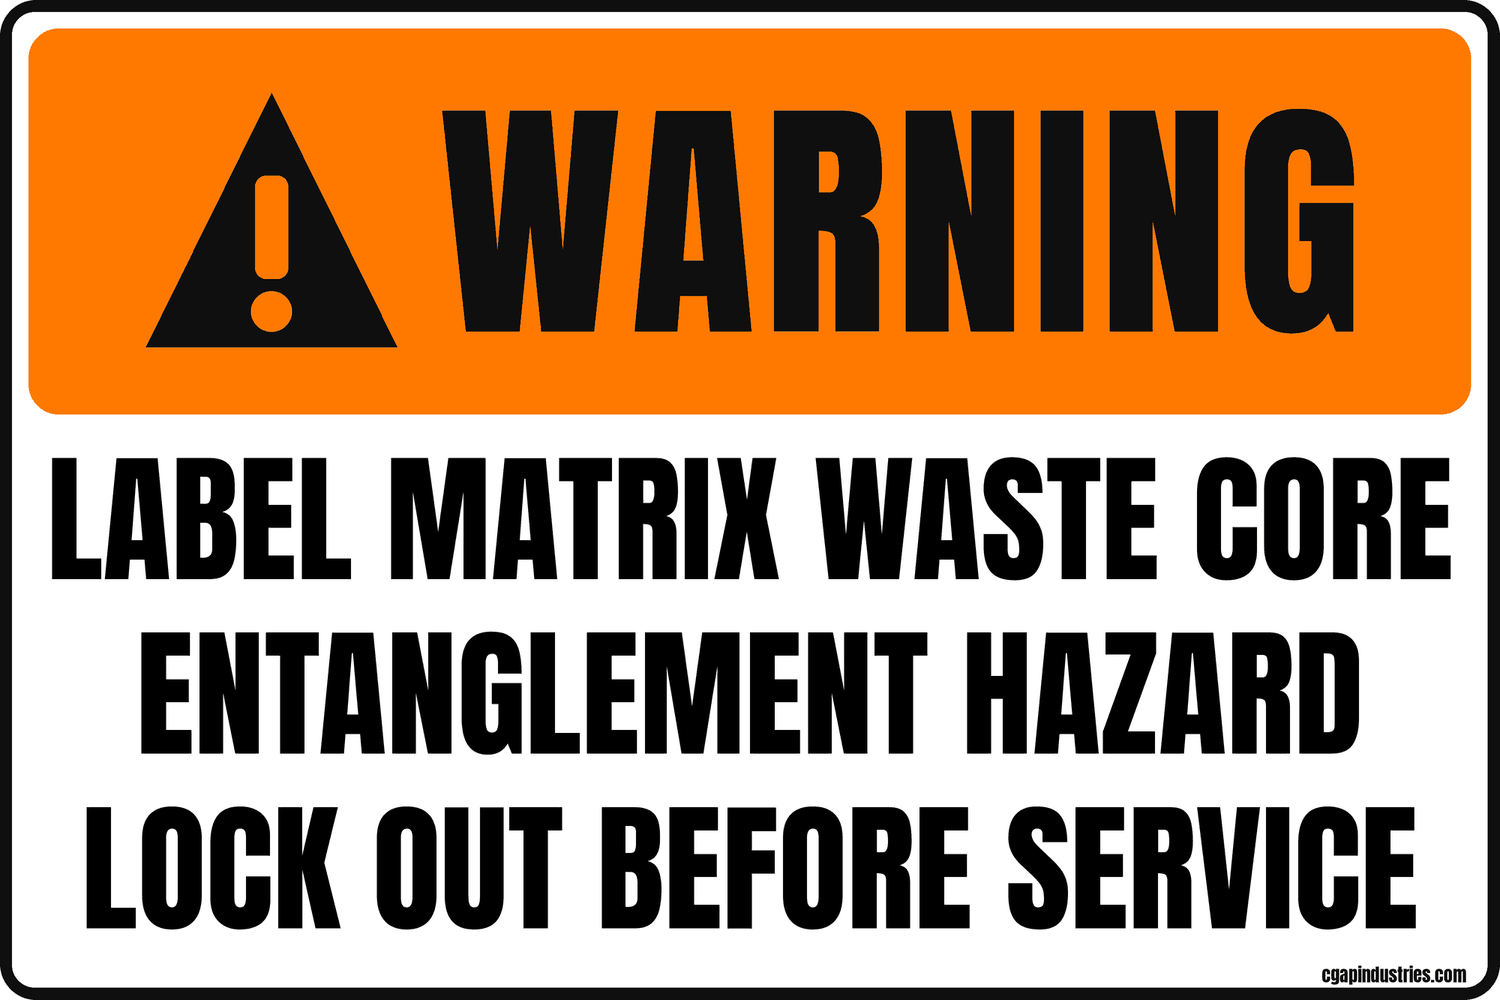 WARNING
LABEL MATRIX WASTE CORE
ENTANGLEMENT HAZARD
LOCK OUT BEFORE SERVICE
cgapindustries.com